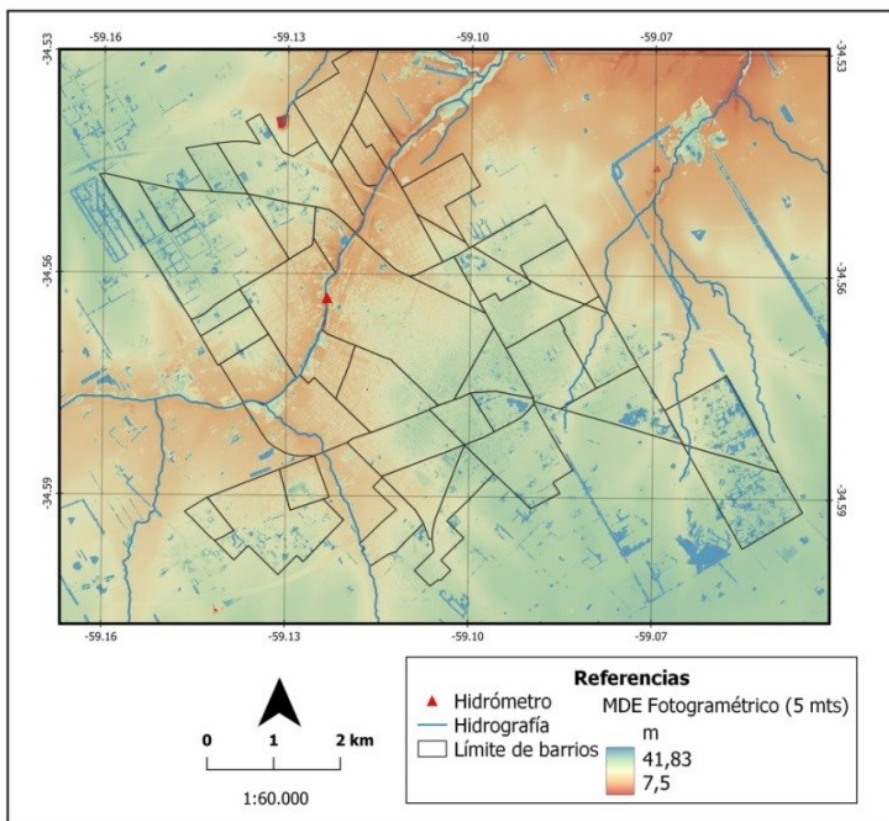 -59.16 -59.13 -59.10 -59.07
-34.53 -34.53
-34.56 -34.56
-34.59 -34.59
-59.16 -59.13 -59.10 -59.07
Referencias
Hidrómetro
Hidrografía
Límite de barrios
MDE Fotogramétrico (5 mts)
m
41,83
7,5
0 1 2 km
1:60.000